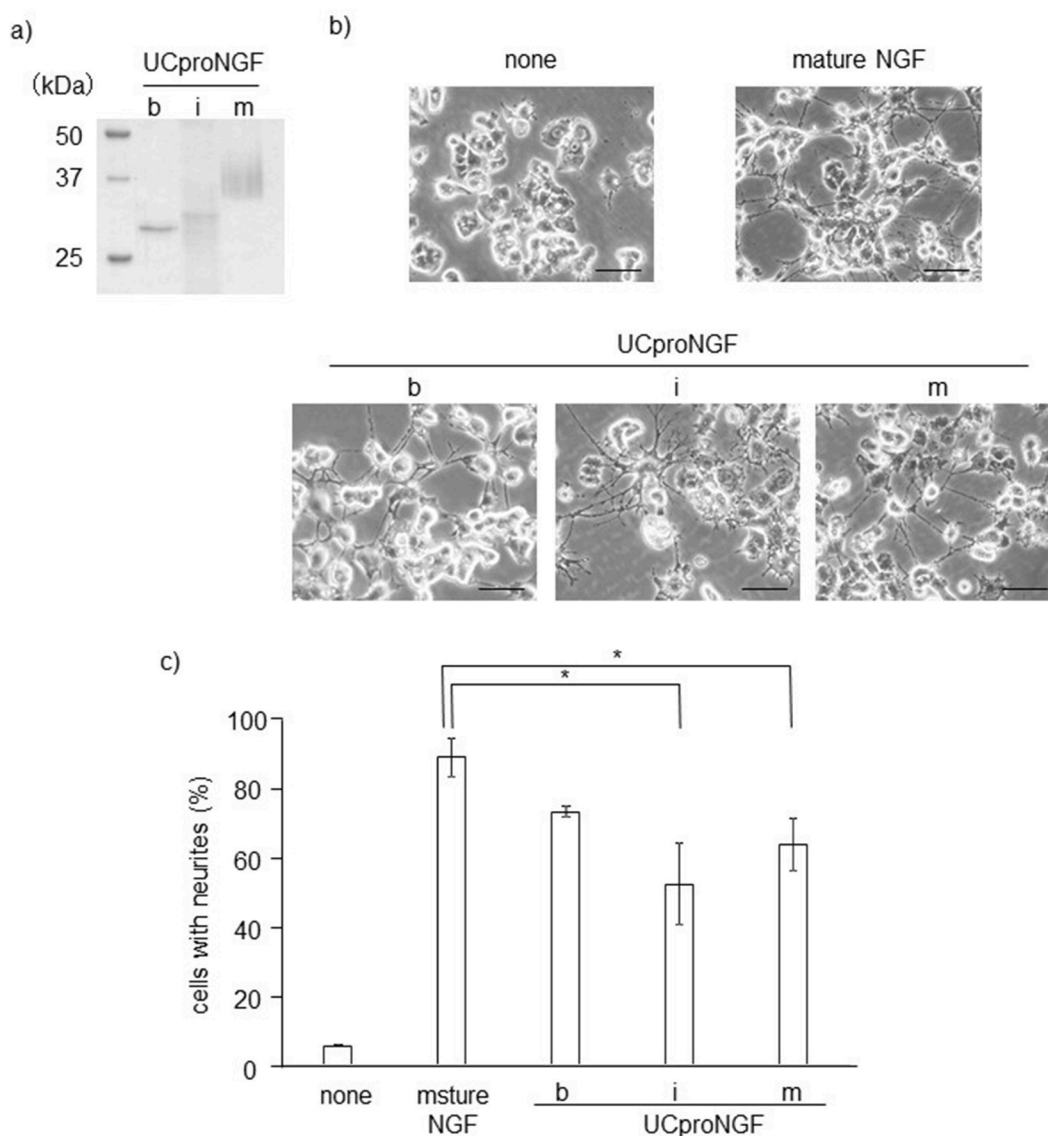 a)
UCproNGF
(kDa)
b i m
50
37
25
b)
none mature NGF
UCproNGF
b i m
c)
* 
*
cells with neurites (%)
100
80
60
40
20
0
none msture NGF b i m
UCproNGF